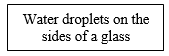 Water droplets on the
sides of a glass